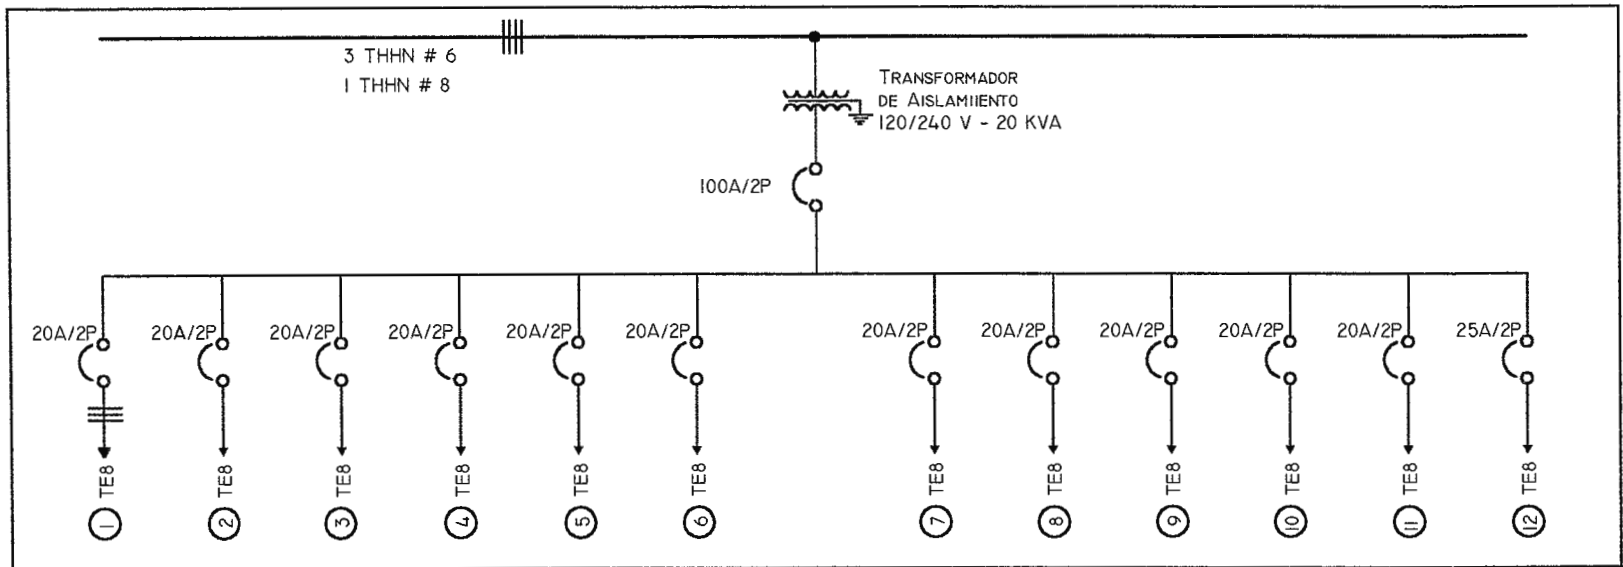 3 THHN # 6
1 THHN # 8
TRANSFORMADOR
DE AISLAMIIENTO
120/240 V - 20 KVA
100A/2P
20A/2P 20A/2P 20A/2P 20A/2P 20A/2P 20A/2P 20A/2P 20A/2P 20A/2P 20A/2P 20A/2P 25A/2P
TE8 TE8 TE8 TE8 TE8 TE8 TE8 TE8 TE8 TE8 TE8 TE8
1 2 3 4 5 6 7 8 9 10 11 12